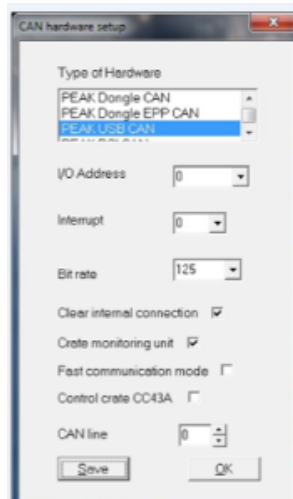 CAN hardware setup
Type of Hardware
PEAK Dongle CAN
PEAK Dongle EPP CAN
PEAK USB CAN
I/O Address 0
Interrupt 0
Bit rate 125
Clear internal connection
Crate monitoring unit
Fast communication mode
Control crate CC43A
CAN line 0
Save OK